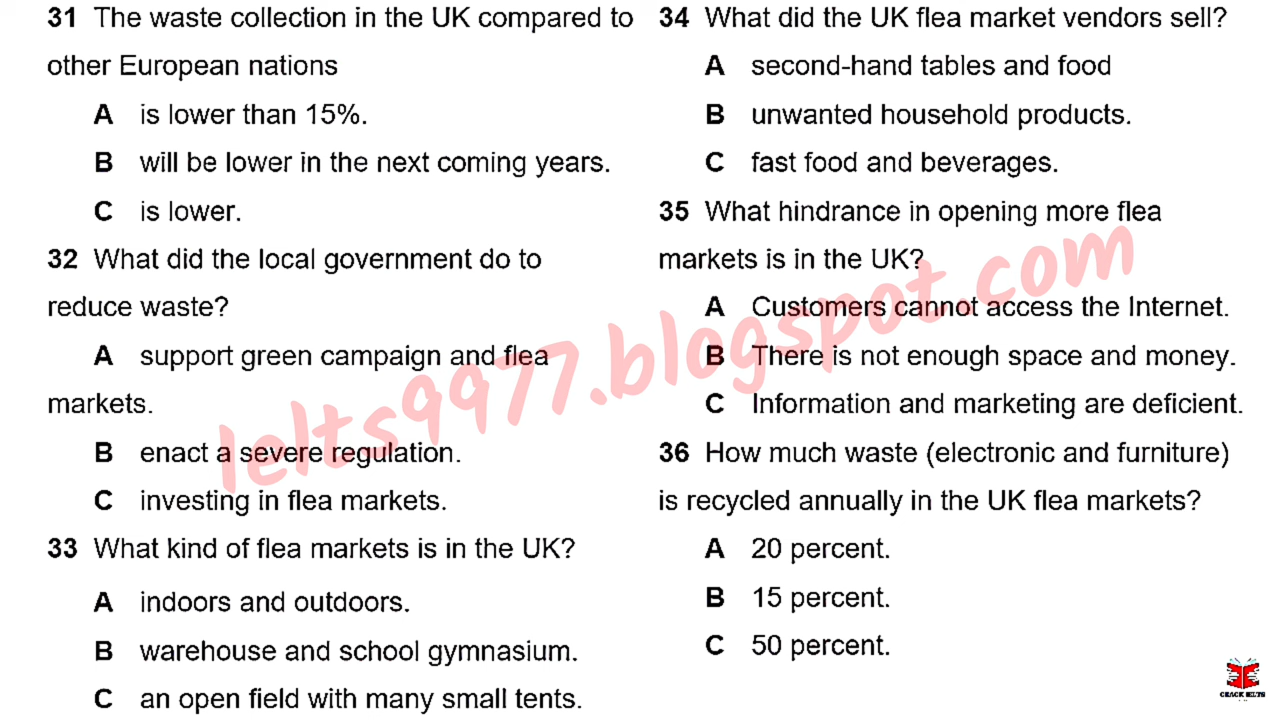 31 The waste collection in the UK compared to
other European nations
A is lower than 15%.
B will be lower in the next coming years.
C is lower.
32 What did the local government do to
reduce waste?
A support green campaign and flea
markets.
B enact a severe regulation.
C investing in flea markets.
33 What kind of flea markets is in the UK?
A indoors and outdoors.
B warehouse and school gymnasium.
C an open field with many small tents.
34 What did the UK flea market vendors sell?
A second-hand tables and food
B unwanted household products.
C fast food and beverages.
35 What hindrance in opening more flea
markets is in the UK?
A Customers cannot access the Internet.
B There is not enough space and money.
C Information and marketing are deficient.
36 How much waste (electronic and furniture)
is recycled annually in the UK flea markets?
A 20 percent.
B 15 percent.
C 50 percent.
Ielts9977.blogspot.com
CRACK IELTS